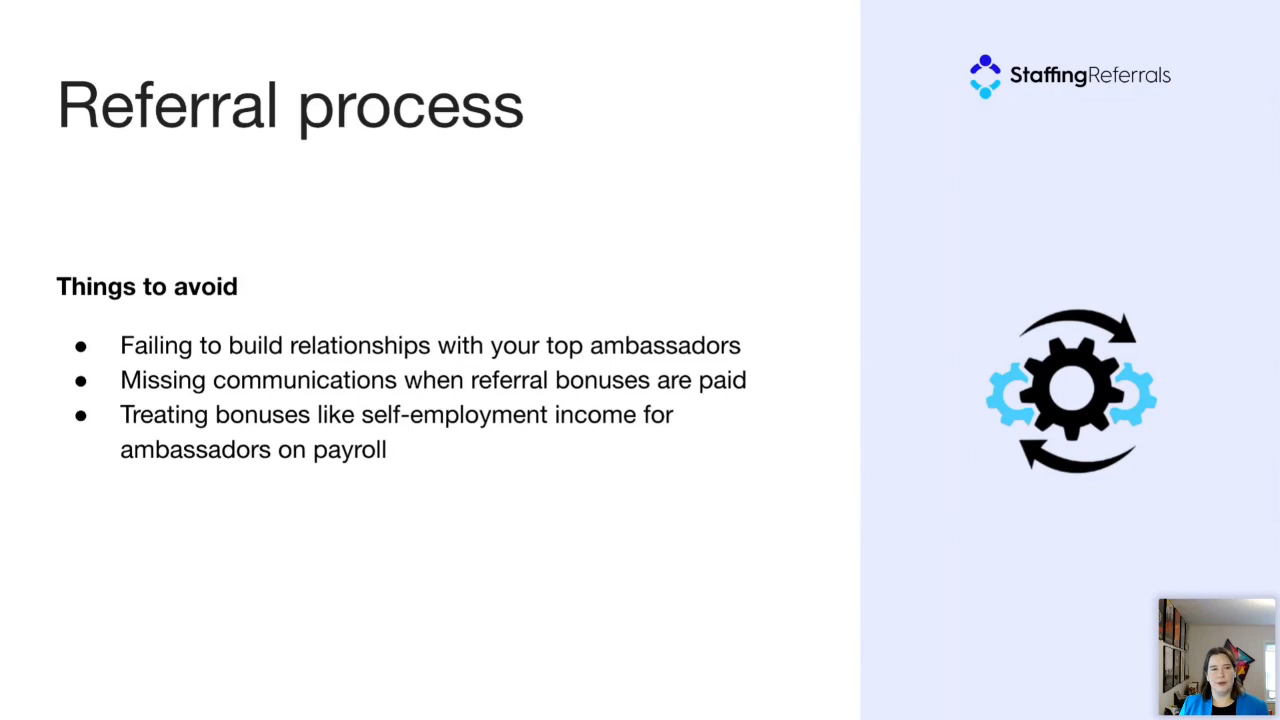 StaffingReferrals
Referral process
Things to avoid
● Failing to build relationships with your top ambassadors
● Missing communications when referral bonuses are paid
● Treating bonuses like self-employment income for
ambassadors on payroll